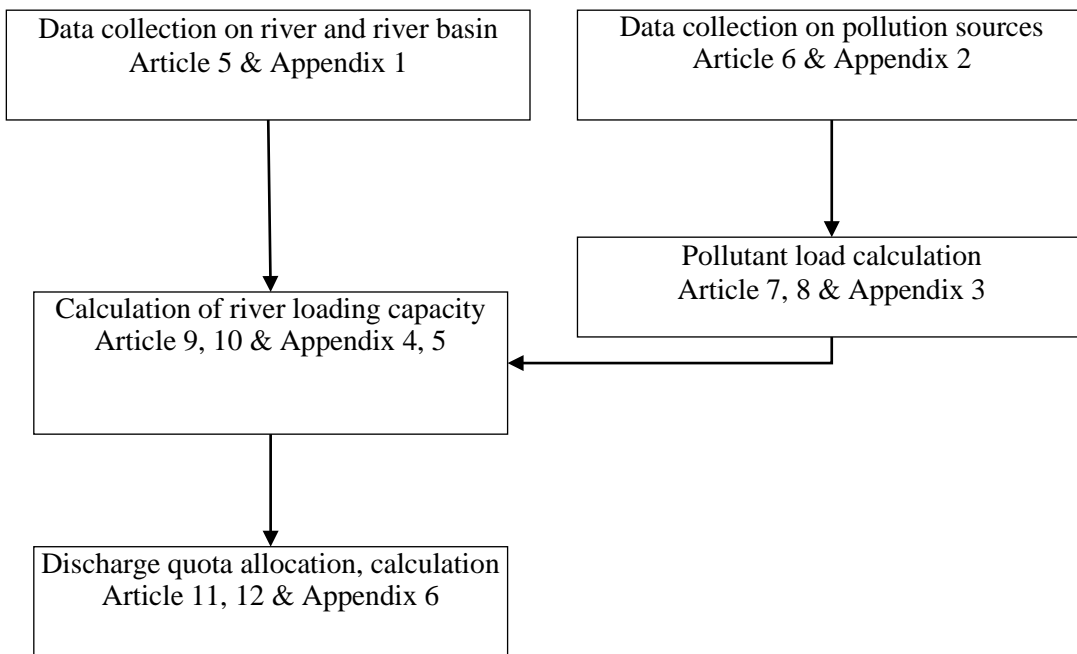 Data collection on river and river basin
Article 5 & Appendix 1
Data collection on pollution sources
Article 6 & Appendix 2
Pollutant load calculation
Article 7, 8 & Appendix 3
Calculation of river loading capacity
Article 9, 10 & Appendix 4, 5
Discharge quota allocation, calculation
Article 11, 12 & Appendix 6